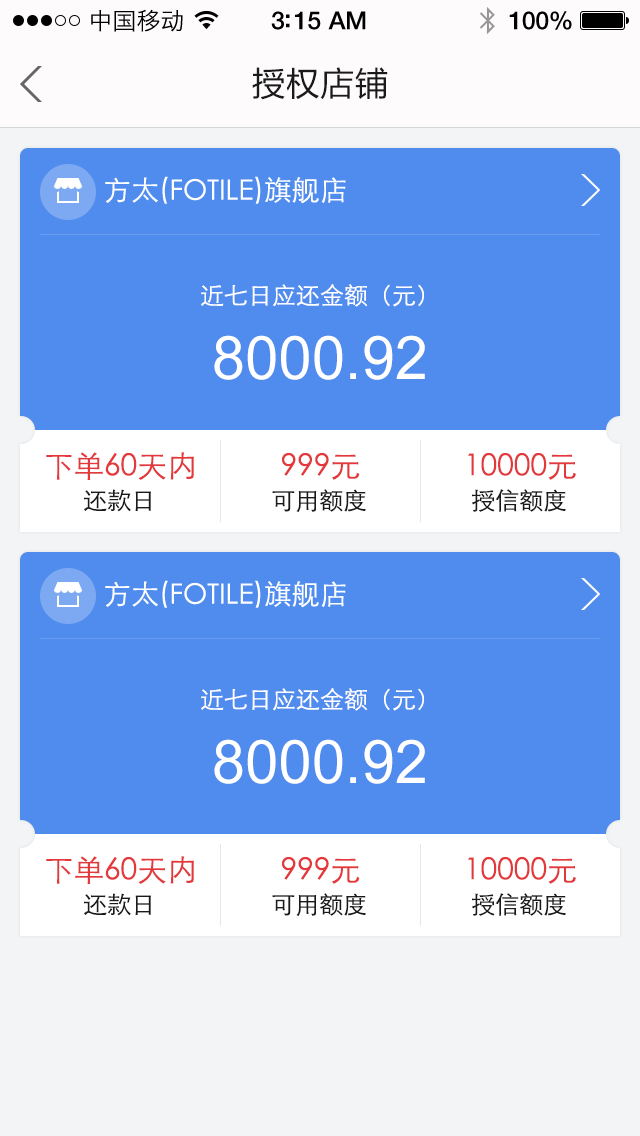 中国移动 3:15 AM 100%
授权店铺
方太(FOTILE)旗舰店
近七日应还金额（元）
8000.92
下单60天内 999元 10000元
还款日 可用额度 授信额度
方太(FOTILE)旗舰店
近七日应还金额（元）
8000.92
下单60天内 999元 10000元
还款日 可用额度 授信额度